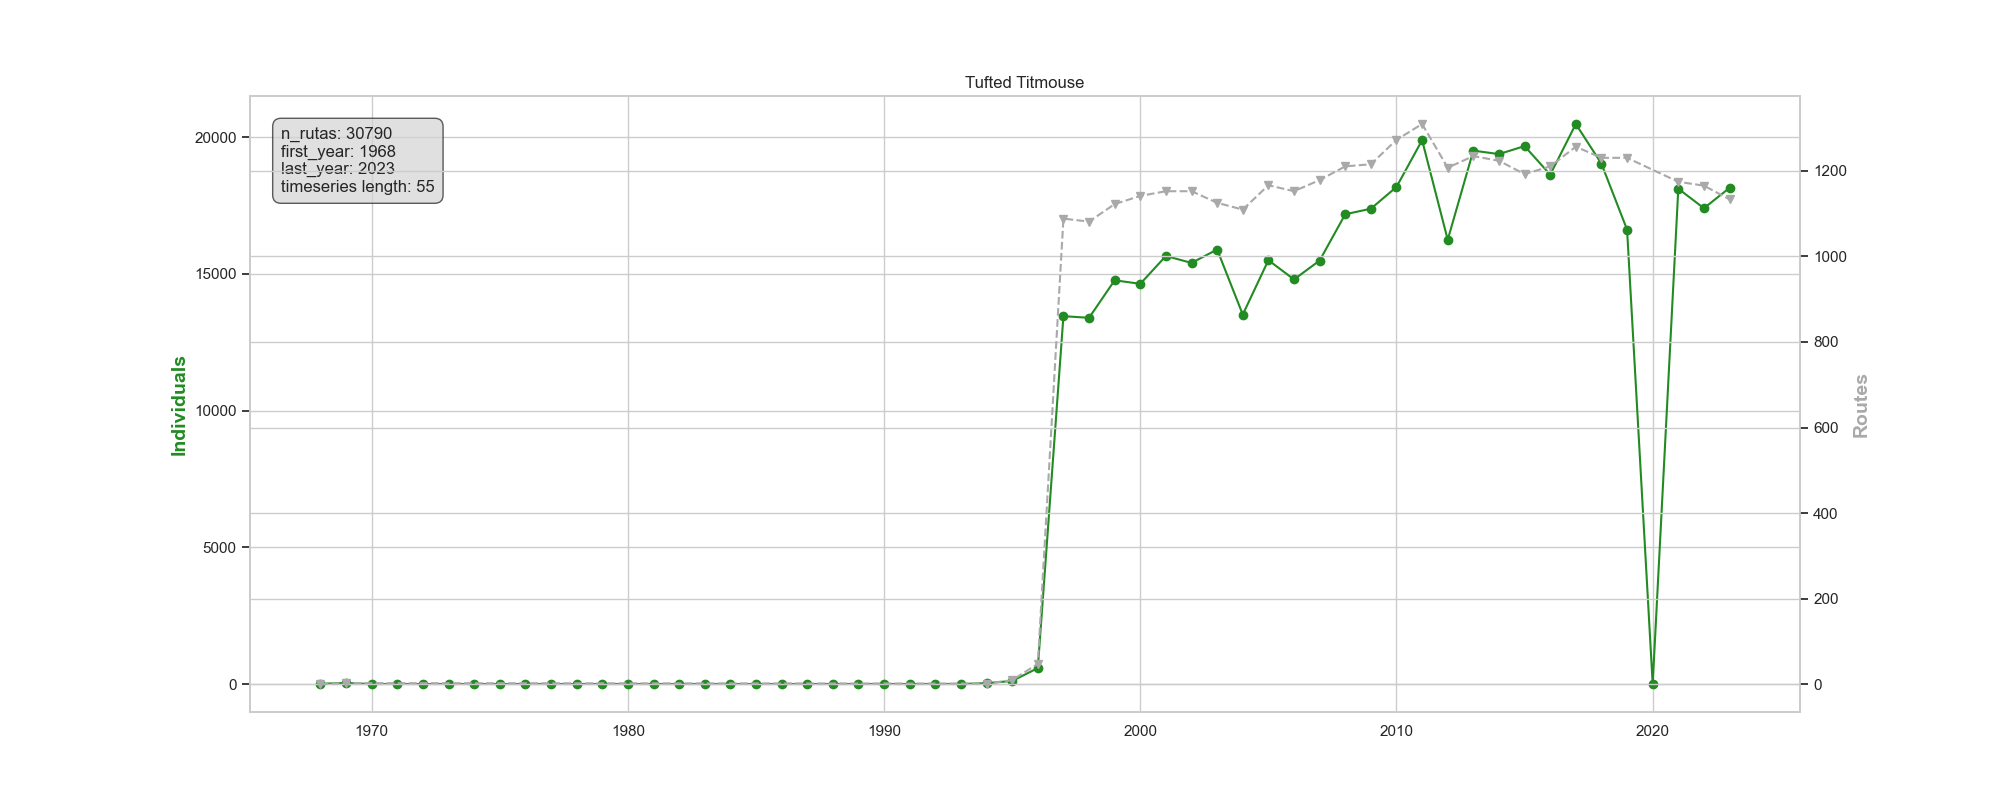 Tufted Titmouse
n_rutas: 30790
first_year: 1968
last_year: 2023
timeseries length: 55
20000
15000
10000
5000
0
Individuals
1200
1000
800
600
400
200
0
Routes
1970
1980
1990
2000
2010
2020